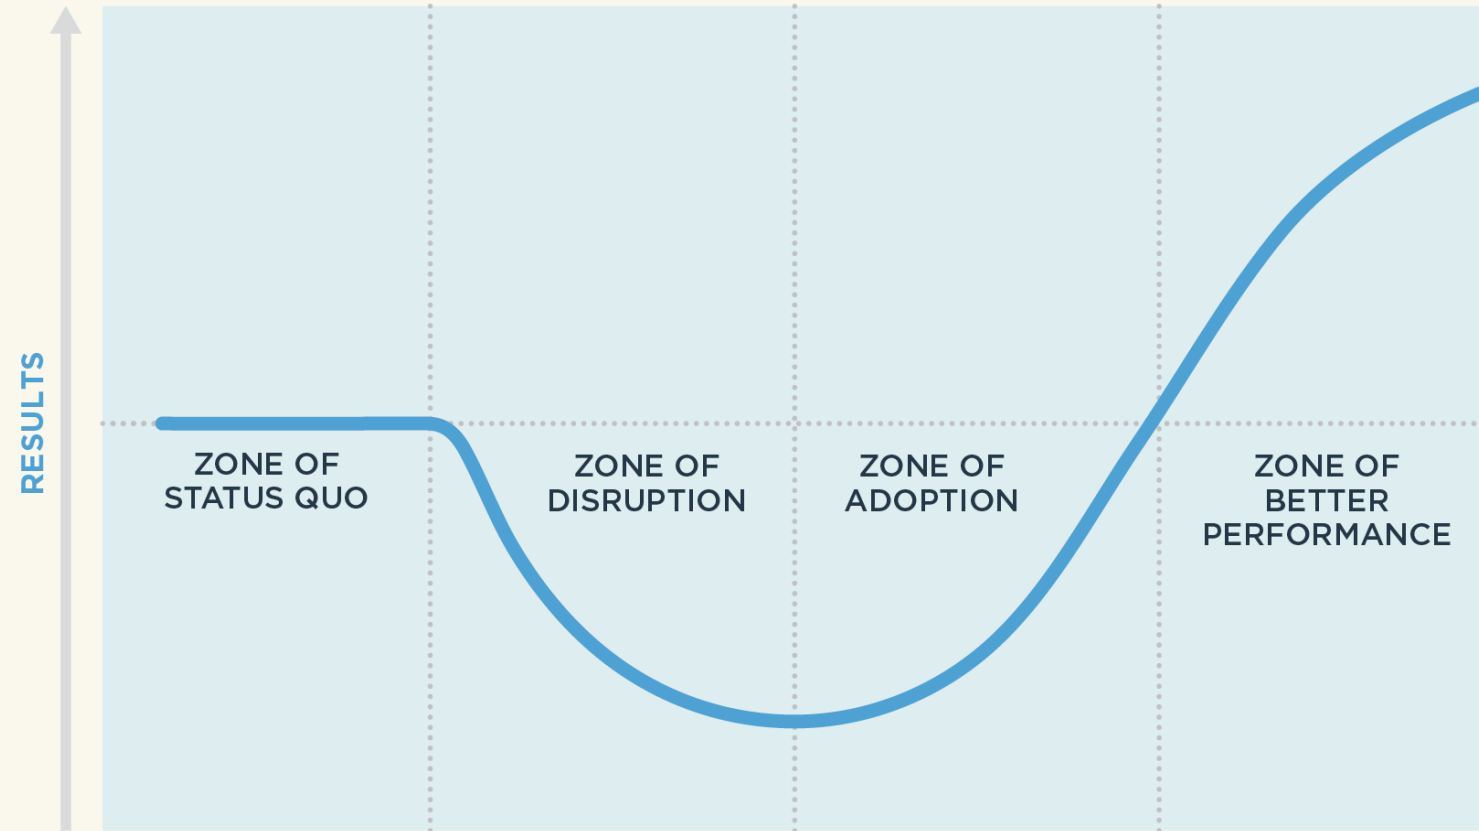 RESULTS
ZONE OF
STATUS QUO
ZONE OF
DISRUPTION
ZONE OF
ADOPTION
ZONE OF
BETTER
PERFORMANCE